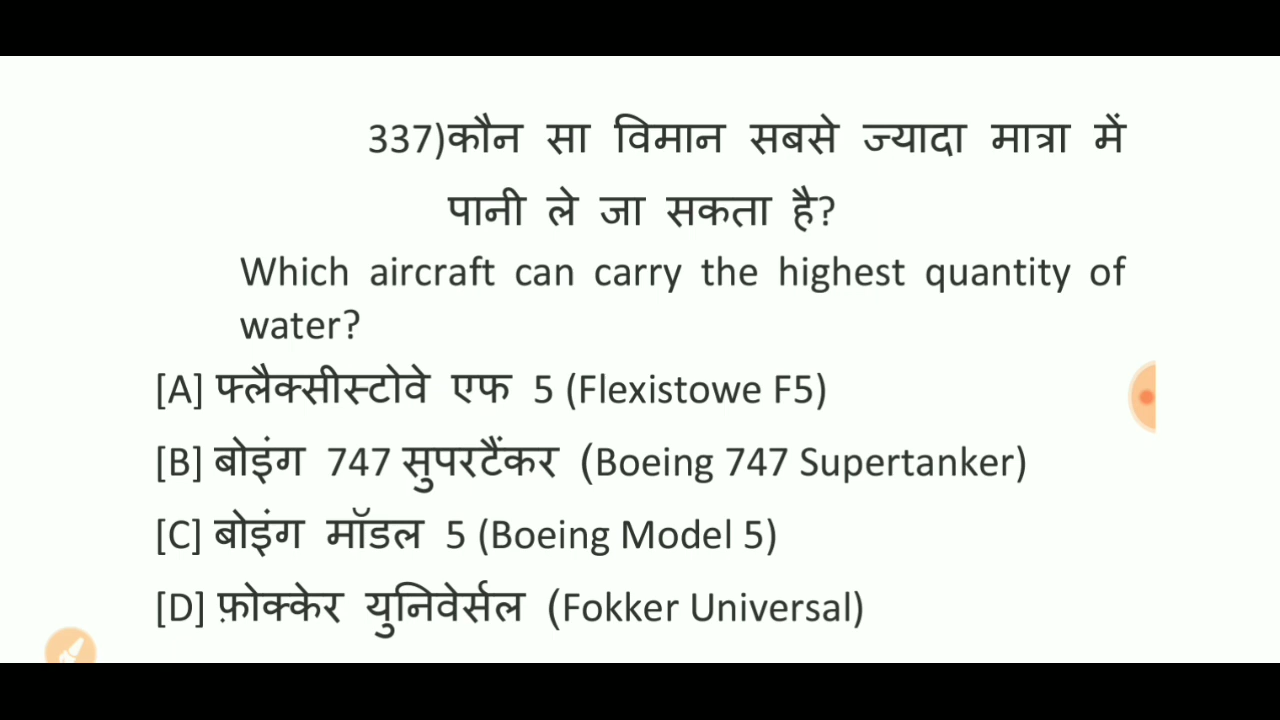 337)कौन सा विमान सबसे ज्यादा मात्रा में
पानी ले जा सकता है?
Which aircraft can carry the highest quantity of
water?
[A] फ्लैक्सीस्टोवे एफ 5 (Flexistowe F5)
[B] बोइंग 747 सुपरटैंकर (Boeing 747 Supertanker)
[C] बोइंग मॉडल 5 (Boeing Model 5)
[D] फ़ोक्केर युनिवेर्सल (Fokker Universal)